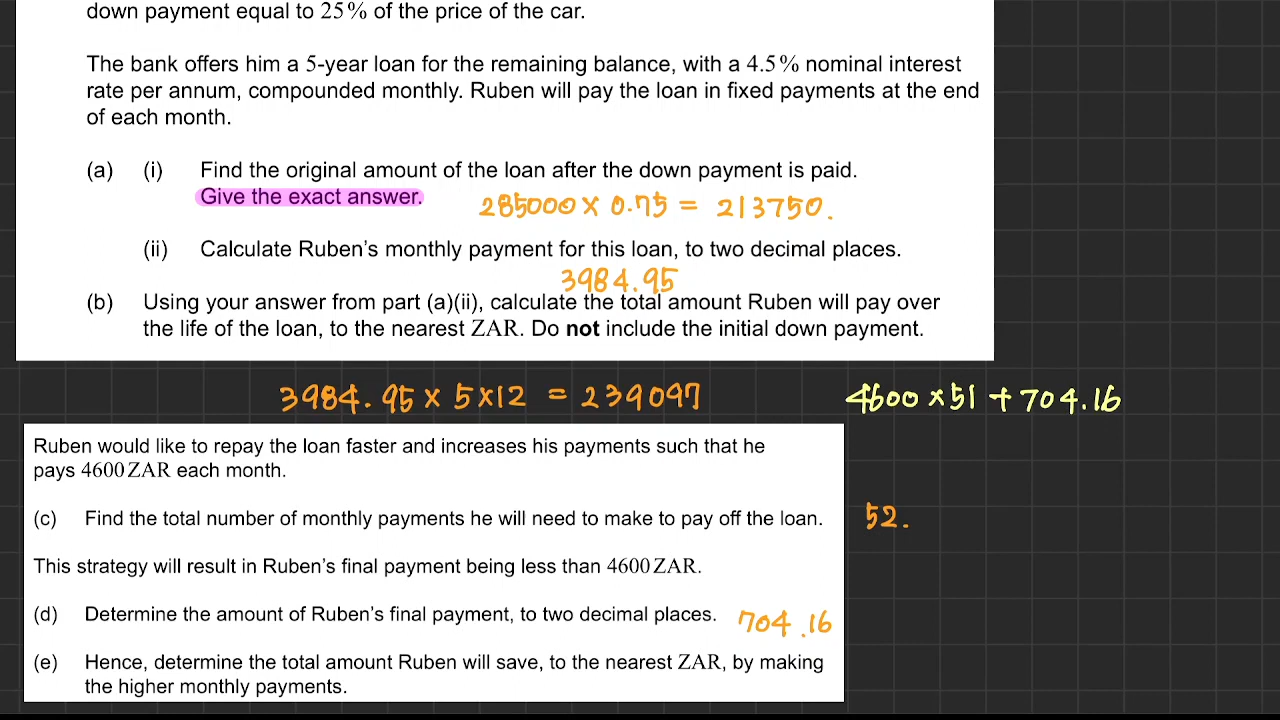 down payment equal to 25% of the price of the car.
The bank offers him a 5-year loan for the remaining balance, with a 4.5% nominal interest
rate per annum, compounded monthly. Ruben will pay the loan in fixed payments at the end
of each month.
(a) (i) Find the original amount of the loan after the down payment is paid.
Give the exact answer. 285000 × 0.75 = 213750.
(ii) Calculate Ruben's monthly payment for this loan, to two decimal places.
3984.95
(b) Using your answer from part (a)(ii), calculate the total amount Ruben will pay over
the life of the loan, to the nearest ZAR. Do not include the initial down payment.
3984.95 × 5 × 12 = 239097 4600 × 51 + 704.16
Ruben would like to repay the loan faster and increases his payments such that he
pays 4600 ZAR each month.
(c) Find the total number of monthly payments he will need to make to pay off the loan. 52.
This strategy will result in Ruben's final payment being less than 4600 ZAR.
(d) Determine the amount of Ruben's final payment, to two decimal places. 704.16
(e) Hence, determine the total amount Ruben will save, to the nearest ZAR, by making
the higher monthly payments.